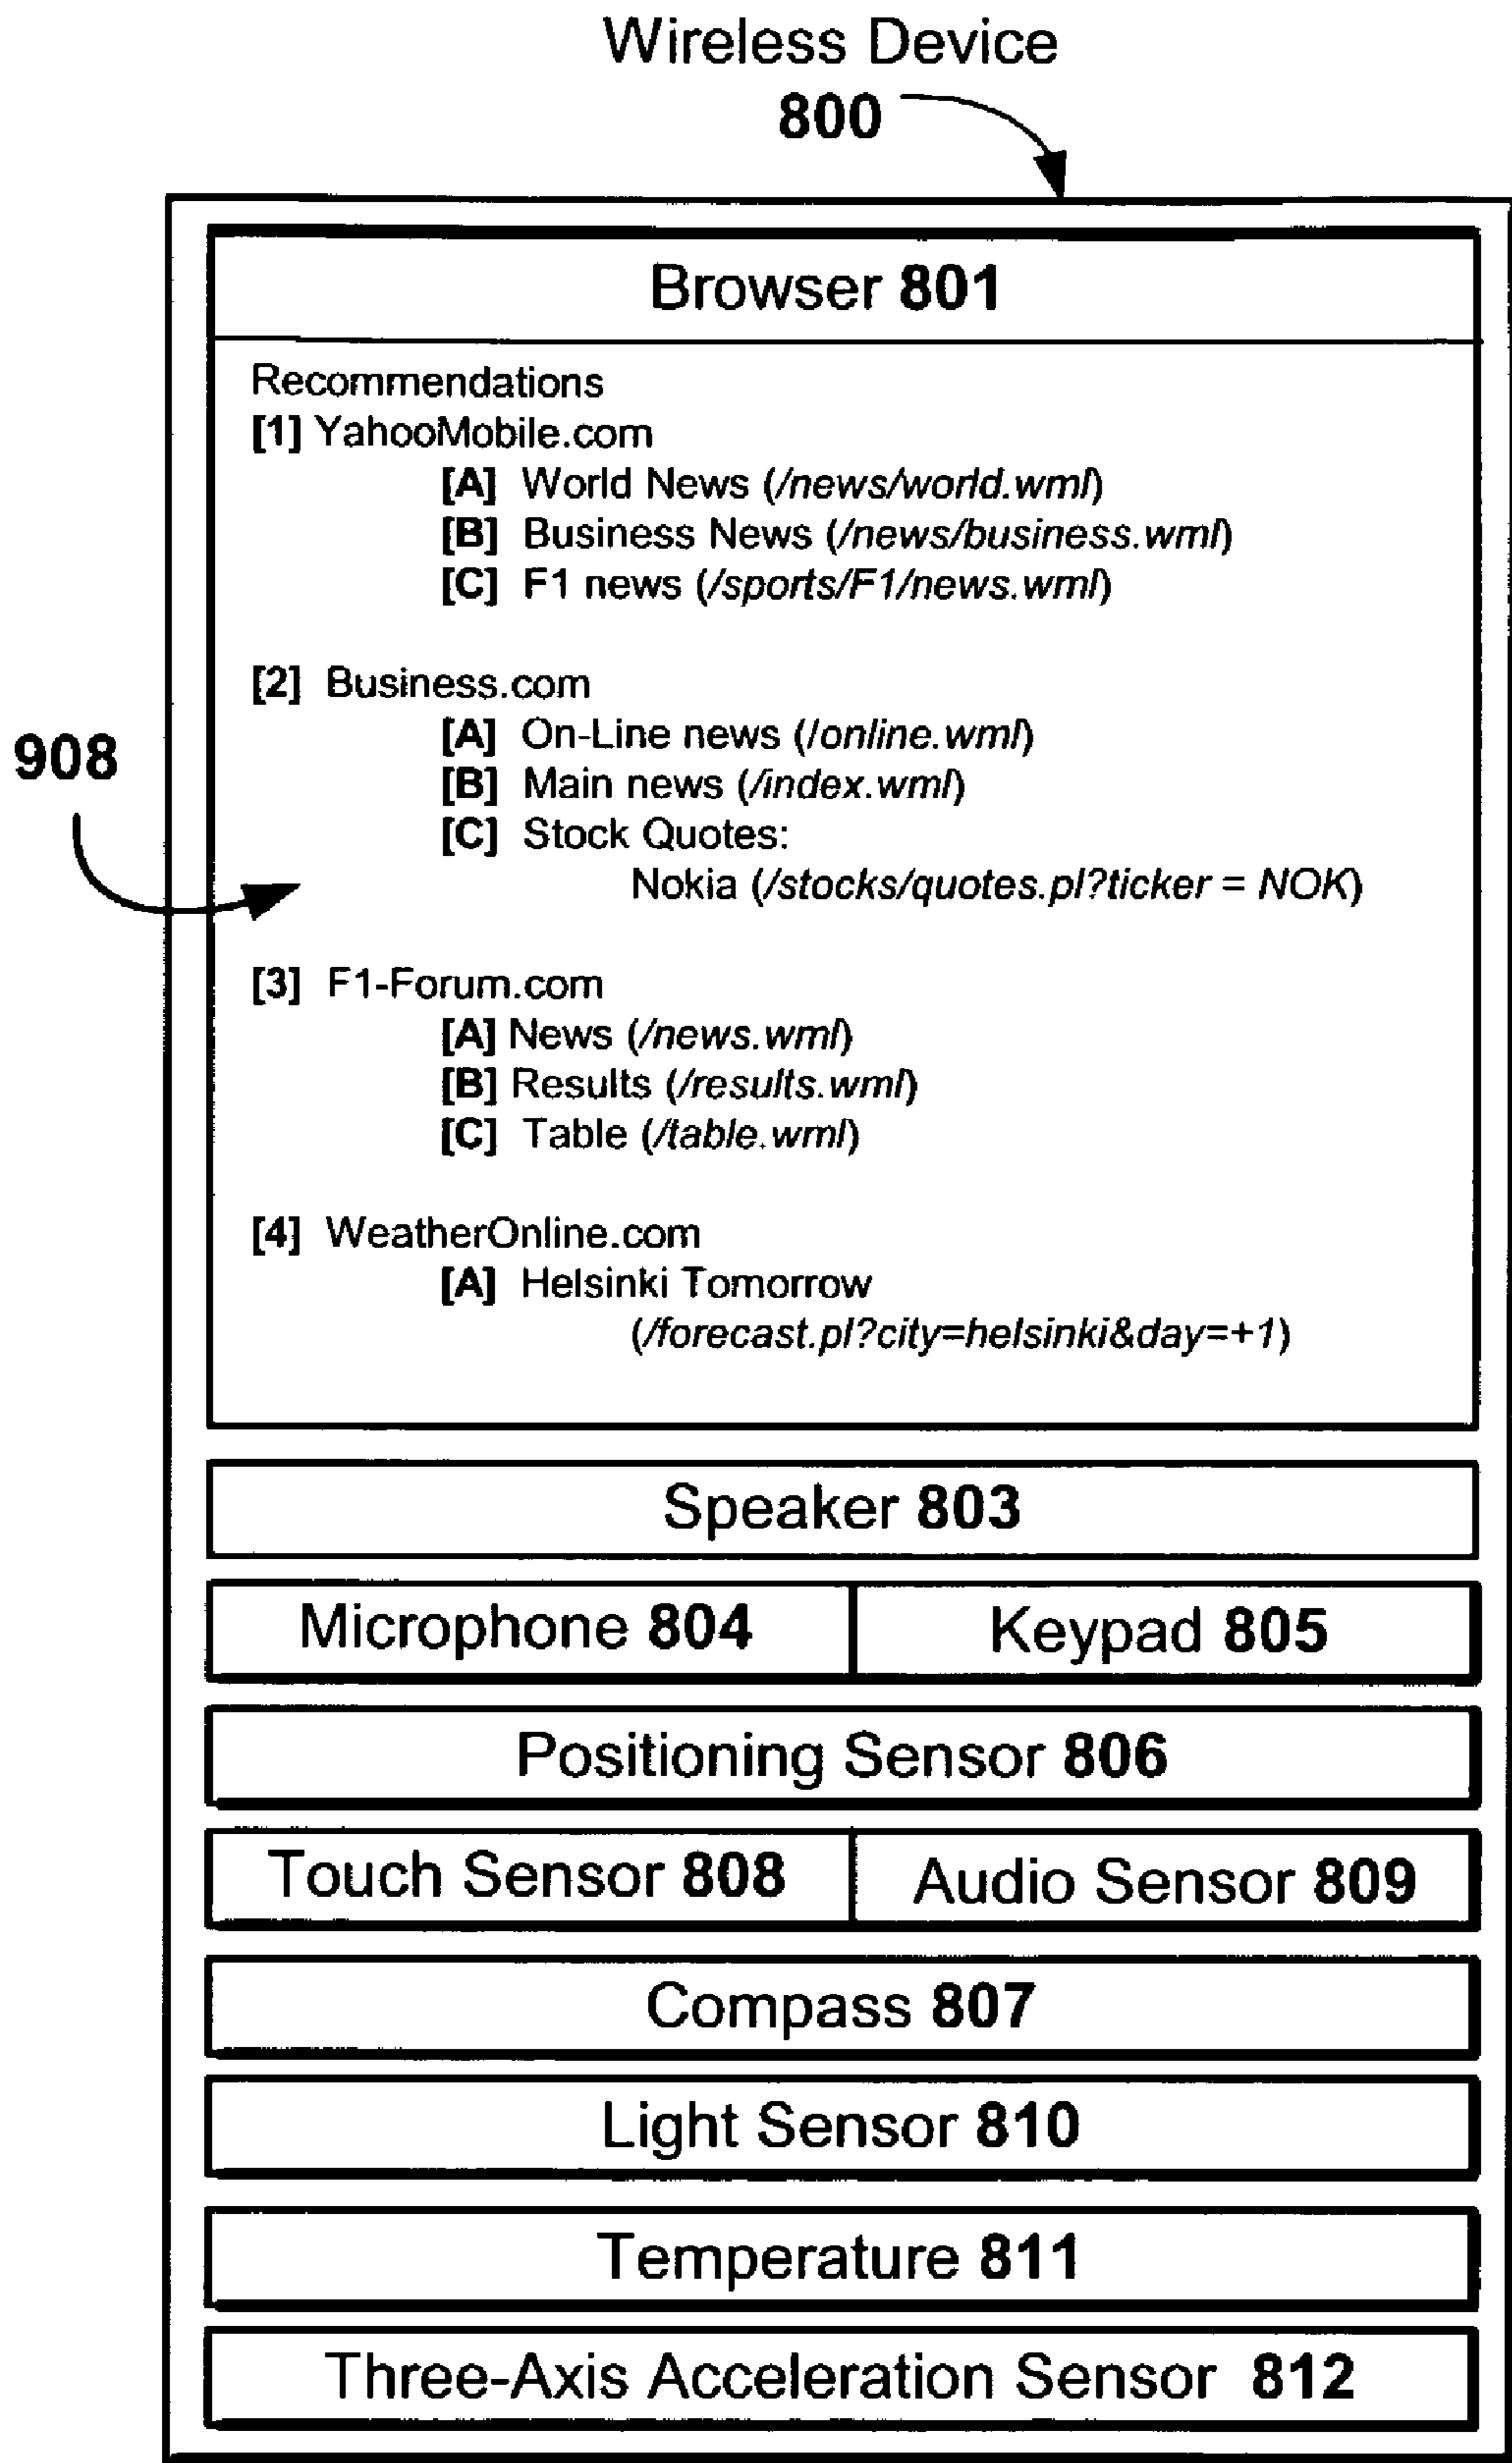 Wireless Device
800
Browser 801
Recommendations
[1] YahooMobile.com
[A] World News (/news/world.wml)
[B] Business News (/news/business.wml)
[C] F1 news (/sports/F1/news.wml)
[2] Business.com
[A] On-Line news (/online.wml)
908
[B] Main news (/index.wml)
[C] Stock Quotes:
Nokia (/stocks/quotes.pl?ticker = NOK)
[3] F1-Forum.com
[A] News (/news.wml)
[B] Results (/results.wml)
[C] Table (/table.wml)
[4] WeatherOnline.com
[A] Helsinki Tomorrow
(/forecast.pl?city=helsinki&day=+1)
Speaker 803
Microphone 804 Keypad 805
Positioning Sensor 806
Touch Sensor 808 Audio Sensor 809
Compass 807
Light Sensor 810
Temperature 811
Three-Axis Acceleration Sensor 812